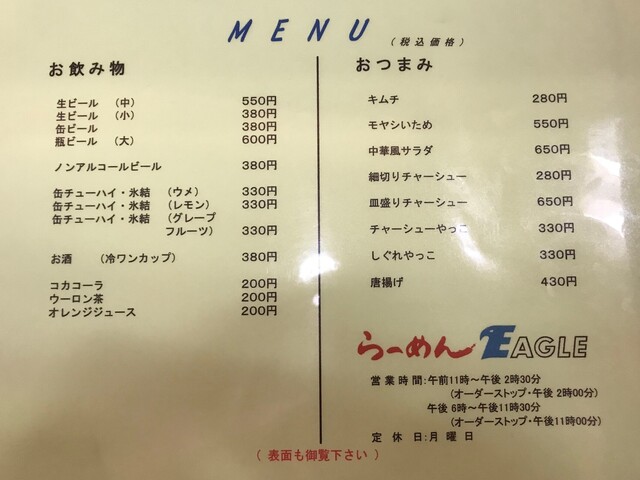 MENU
(税込価格)
お飲み物
生ビール (中) 550円
生ビール (小) 380円
缶ビール 380円
瓶ビール (大) 600円
ノンアルコールビール 380円
缶チューハイ・氷結 (ウメ) 330円
缶チューハイ・氷結 (レモン) 330円
缶チューハイ・氷結 (グレープ
フルーツ) 330円
お酒 (冷ワンカップ) 380円
コカコーラ 200円
ウーロン茶 200円
オレンジジュース 200円
おつまみ
キムチ 280円
モヤシいため 550円
中華風サラダ 650円
細切りチャーシュー 280円
皿盛りチャーシュー 650円
チャーシューやっこ 330円
しぐれやっこ 330円
唐揚げ 430円
らーめん EAGLE
営業時間:午前11時~午後2時30分
(オーダーストップ・午後2時00分)
午後6時~午後11時30分
(オーダーストップ・午後11時00分)
定休日:月曜日
(表面も御覧下さい)